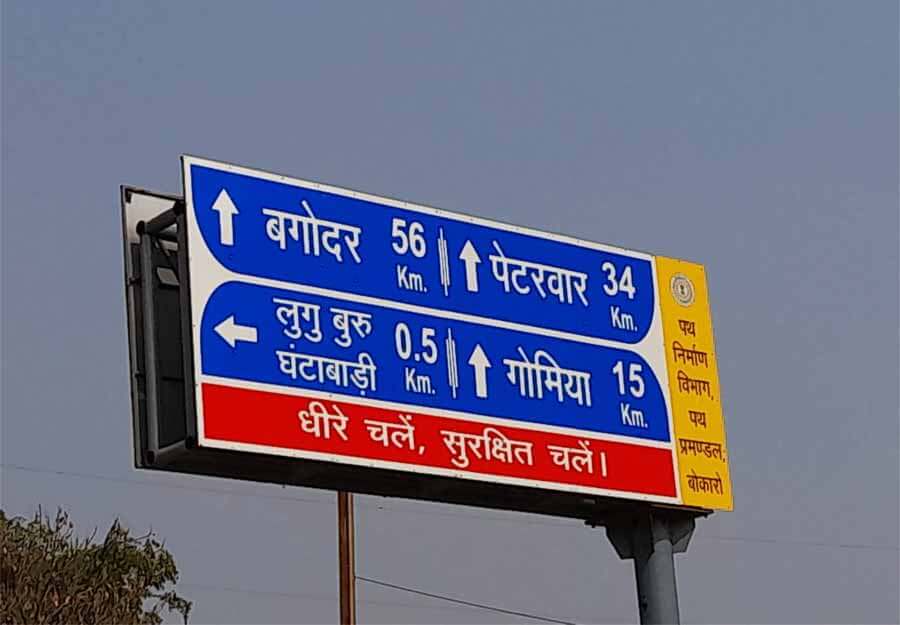 बगोदर 56 Km. पेटरवार 34 Km.
लुगु बुरु
घंटाबाड़ी 0.5 Km. गोमिया 15 Km.
धीरे चलें, सुरक्षित चलें।
पथ
निर्माण
विभाग,
पथ
प्रमण्डल,
बोकारो